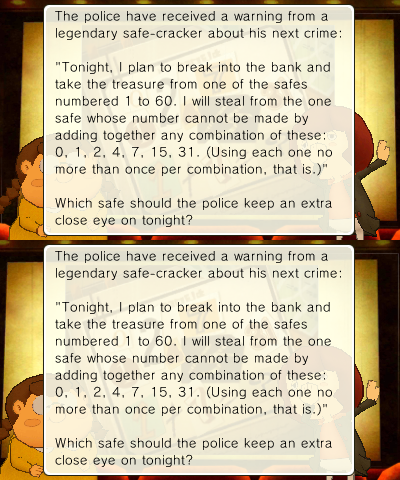 The police have received a warning from a
legendary safe-cracker about his next crime:
"Tonight, I plan to break into the bank and
take the treasure from one of the safes
numbered 1 to 60. I will steal from the one
safe whose number cannot be made by
adding together any combination of these:
0, 1, 2, 4, 7, 15, 31. (Using each one no
more than once per combination, that is.)"
Which safe should the police keep an extra
close eye on tonight?
The police have received a warning from a
legendary safe-cracker about his next crime:
"Tonight, I plan to break into the bank and
take the treasure from one of the safes
numbered 1 to 60. I will steal from the one
safe whose number cannot be made by
adding together any combination of these:
0, 1, 2, 4, 7, 15, 31. (Using each one no
more than once per combination, that is.)"
Which safe should the police keep an extra
close eye on tonight?